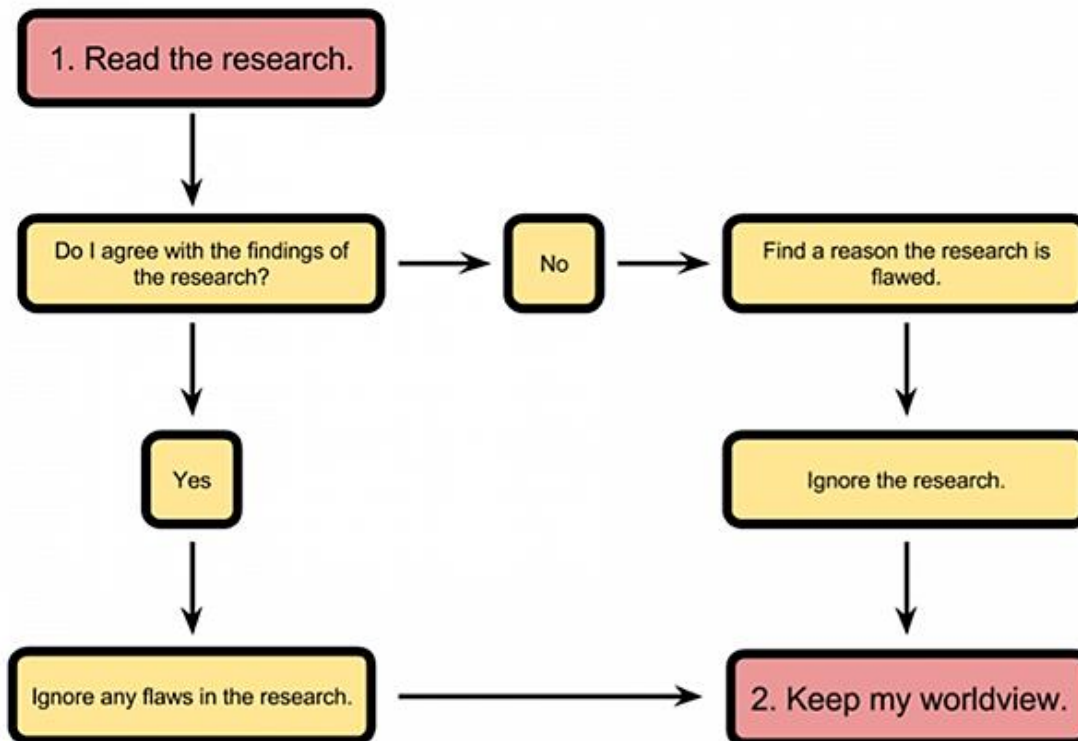 1. Read the research.
Do I agree with the findings of
the research?
No
Find a reason the research is
flawed.
Yes
Ignore the research.
Ignore any flaws in the research.
2. Keep my worldview.